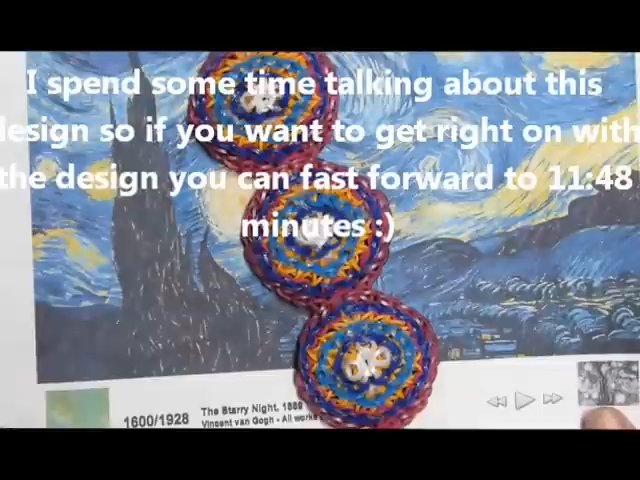 I spend some time talking about this
design so if you want to get right on with
the design you can fast forward to 11:48
minutes :)
1600/1928
The Starry Night, 1889
Vincent van Gogh - All works